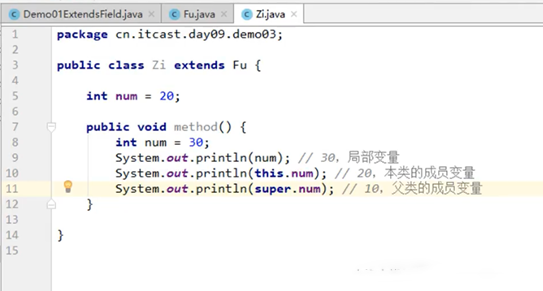 Demo01ExtendsField.java × Fu.java × Zi.java ×
1 package cn.itcast.day09.demo03;
2
3 public class Zi extends Fu {
4
5 int num = 20;
6
7 public void method() {
8 int num = 30;
9 System.out.println(num); // 30，局部变量
10 System.out.println(this.num); // 20，本类的成员变量
11 System.out.println(super.num); // 10，父类的成员变量
12 }
13
14 }
15